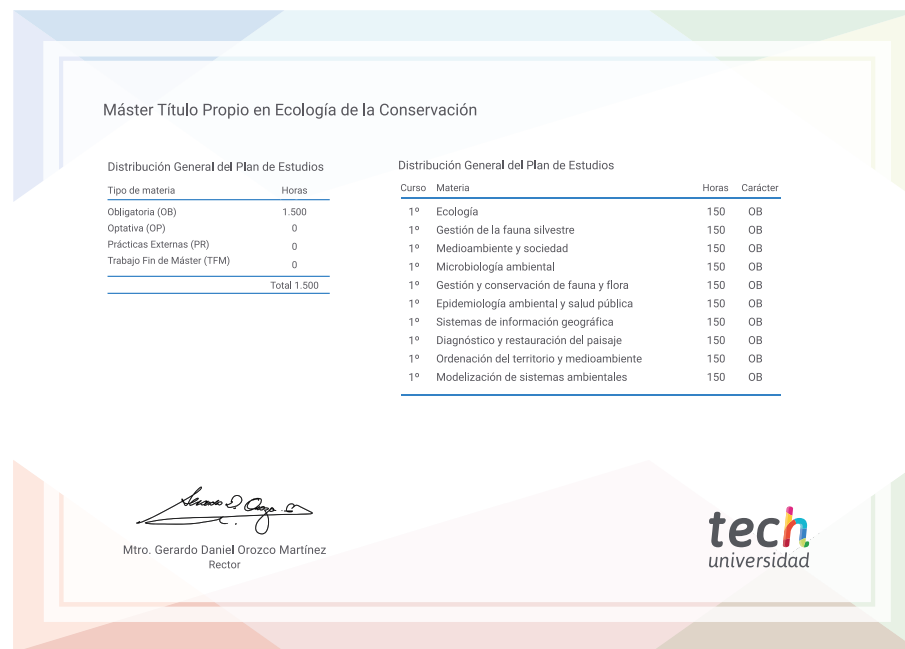 Máster Título Propio en Ecología de la Conservación
Distribución General del Plan de Estudios
Tipo de materia Horas
Obligatoria (OB) 1.500
Optativa (OP) 0
Prácticas Externas (PR) 0
Trabajo Fin de Máster (TFM) 0
Total 1.500
Distribución General del Plan de Estudios
Curso Materia Horas Carácter
1º Ecología 150 OB
1º Gestión de la fauna silvestre 150 OB
1º Medioambiente y sociedad 150 OB
1º Microbiología ambiental 150 OB
1º Gestión y conservación de fauna y flora 150 OB
1º Epidemiología ambiental y salud pública 150 OB
1º Sistemas de información geográfica 150 OB
1º Diagnóstico y restauración del paisaje 150 OB
1º Ordenación del territorio y medioambiente 150 OB
1º Modelización de sistemas ambientales 150 OB
Mtro. Gerardo Daniel Orozco Martínez
Rector
tech
universidad